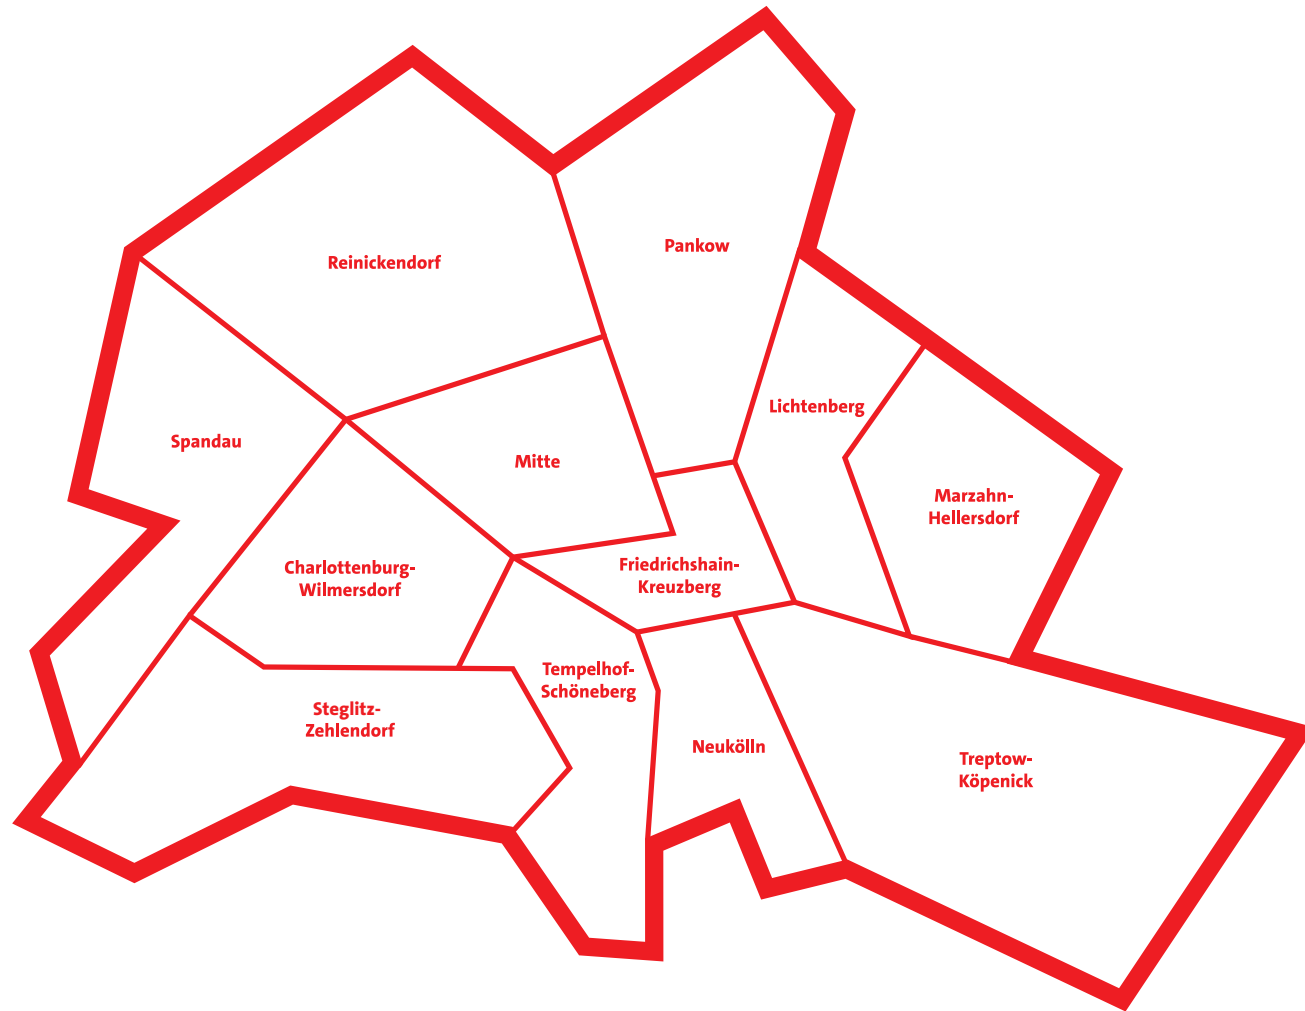 Pankow
Reinickendorf
Lichtenberg
Spandau
Mitte
Marzahn-
Hellersdorf
Charlottenburg-
Wilmersdorf
Friedrichshain-
Kreuzberg
Tempelhof-
Schöneberg
Steglitz-
Zehlendorf
Neukölln
Treptow-
Köpenick